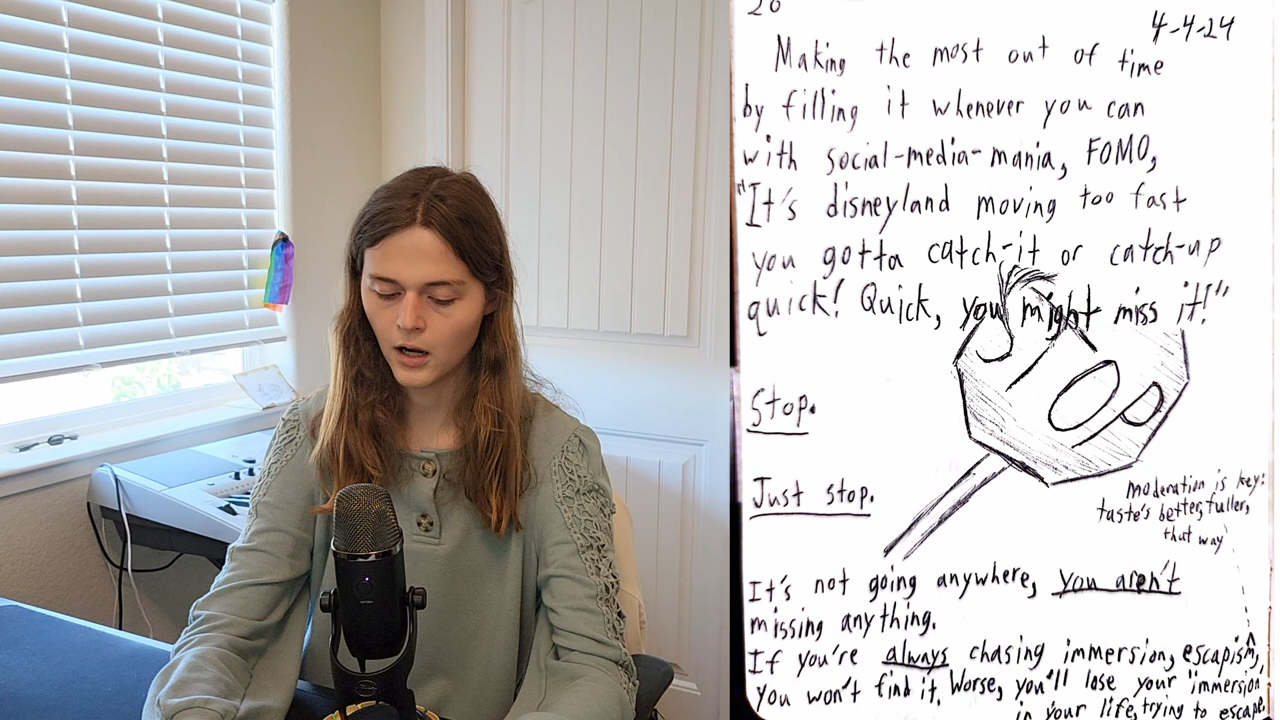 20
4-4-24
Making the most out of time
by filling it whenever you can
with social-media-mania, FOMO,
"It's disneyland moving too fast
you gotta catch-it or catch-up
quick! Quick, you might miss it!"
Stop.
Just stop.
moderation is key:
taste's better, fuller,
that way
It's not going anywhere, you aren't
missing anything.
If you're always chasing immersion, escapism,
you won't find it. Worse, you'll lose your immersion
in your life, trying to escape.